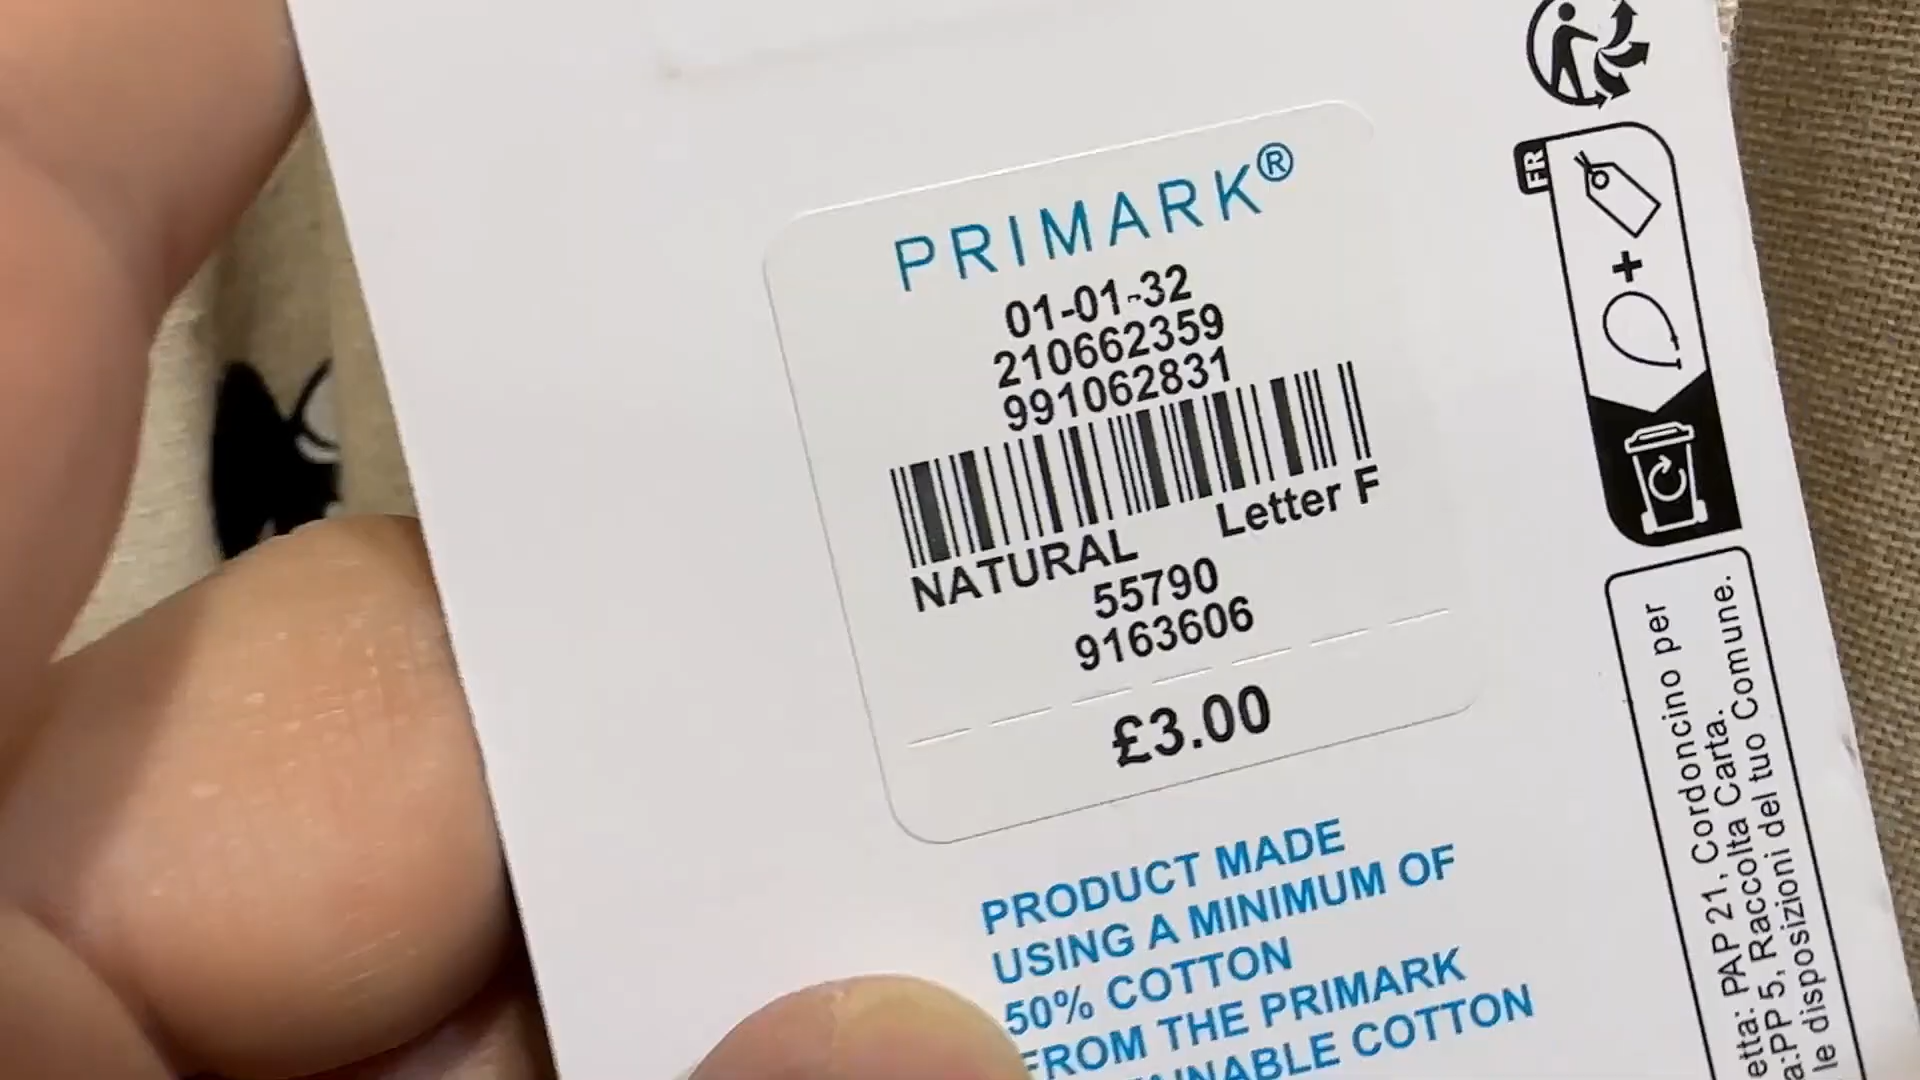 PRIMARK®
01-01-32
210662359
991062831
NATURAL Letter F
55790
9163606
£3.00
PRODUCT MADE
USING A MINIMUM OF
50% COTTON
FROM THE PRIMARK
COTTON
FR
+
PAP 21, Cordoncino per
PP 5, Raccolta Carta.
le disposizioni del tuo Comune.